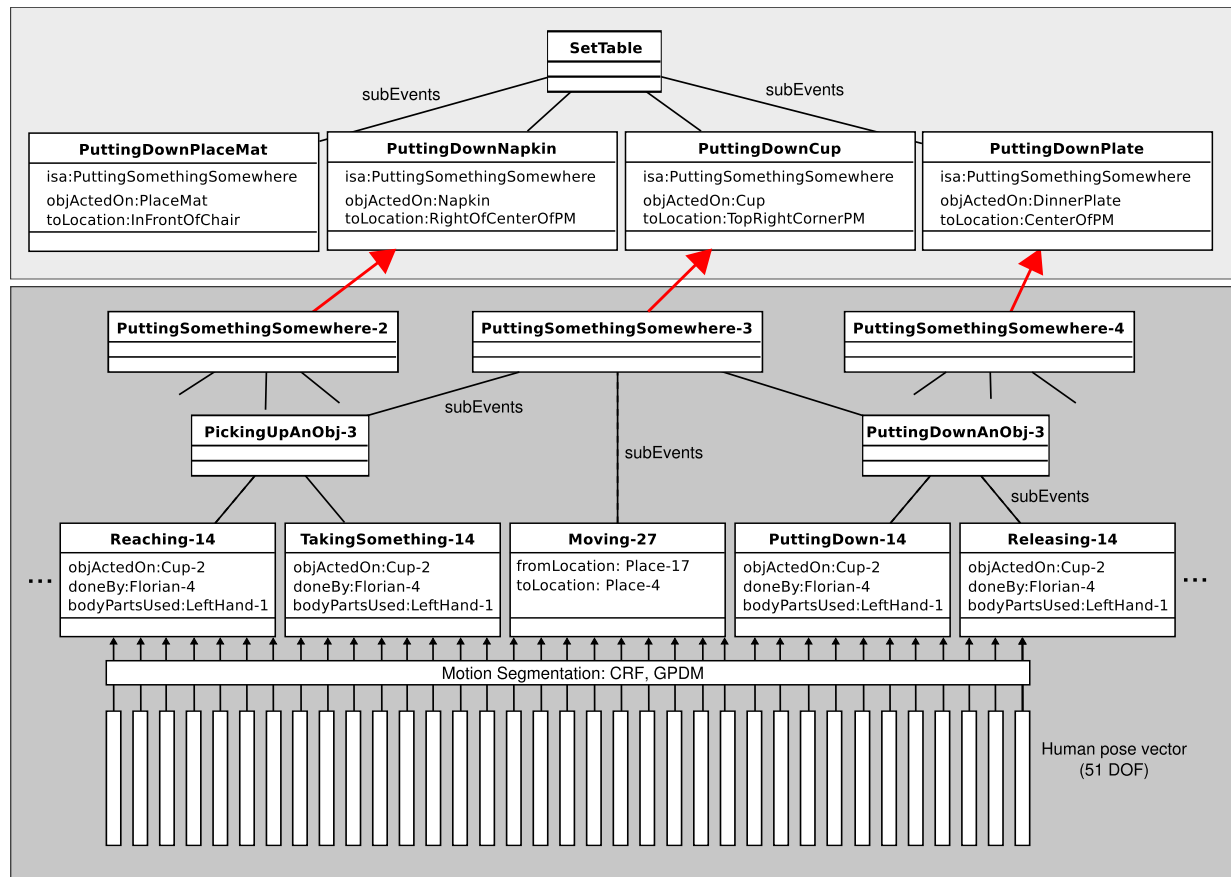 SetTable
subEvents
subEvents
PuttingDownPlaceMat
isa:PuttingSomethingSomewhere
objActedOn:PlaceMat
toLocation:InFrontOfChair
PuttingDownNapkin
isa:PuttingSomethingSomewhere
objActedOn:Napkin
toLocation:RightOfCenterOfPM
PuttingDownCup
isa:PuttingSomethingSomewhere
objActedOn:Cup
toLocation:TopRightCornerPM
PuttingDownPlate
isa:PuttingSomethingSomewhere
objActedOn:DinnerPlate
toLocation:CenterOfPM
PuttingSomethingSomewhere-2
PuttingSomethingSomewhere-3
PuttingSomethingSomewhere-4
subEvents
PickingUpAnObj-3
subEvents
PuttingDownAnObj-3
subEvents
...
Reaching-14
objActedOn:Cup-2
doneBy:Florian-4
bodyPartsUsed:LeftHand-1
TakingSomething-14
objActedOn:Cup-2
doneBy:Florian-4
bodyPartsUsed:LeftHand-1
Moving-27
fromLocation: Place-17
toLocation: Place-4
PuttingDown-14
objActedOn:Cup-2
doneBy:Florian-4
bodyPartsUsed:LeftHand-1
Releasing-14
objActedOn:Cup-2
doneBy:Florian-4
bodyPartsUsed:LeftHand-1
...
Motion Segmentation: CRF, GPDM
Human pose vector
(51 DOF)